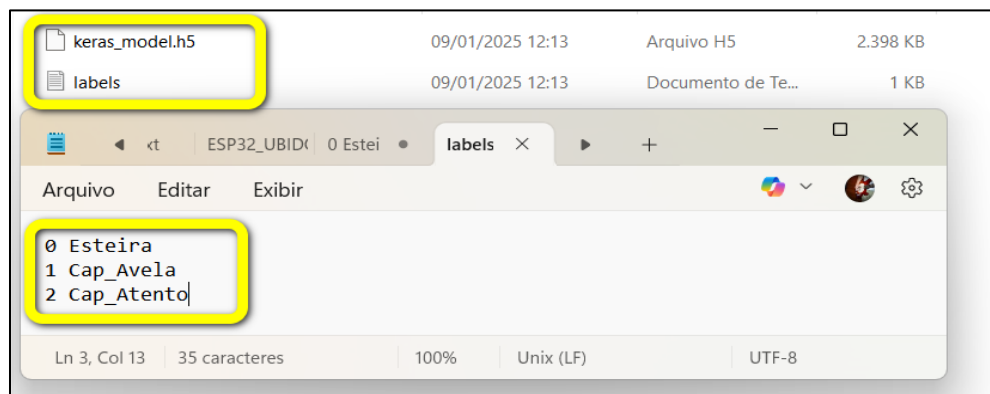 keras_model.h5 09/01/2025 12:13 Arquivo H5 2.398 KB
labels 09/01/2025 12:13 Documento de Te... 1 KB
‹t ESP32_UBID( 0 Estei labels
Arquivo Editar Exibir
0 Esteira
1 Cap_Avela
2 Cap_Atento
Ln 3, Col 13 35 caracteres 100% Unix (LF) UTF-8